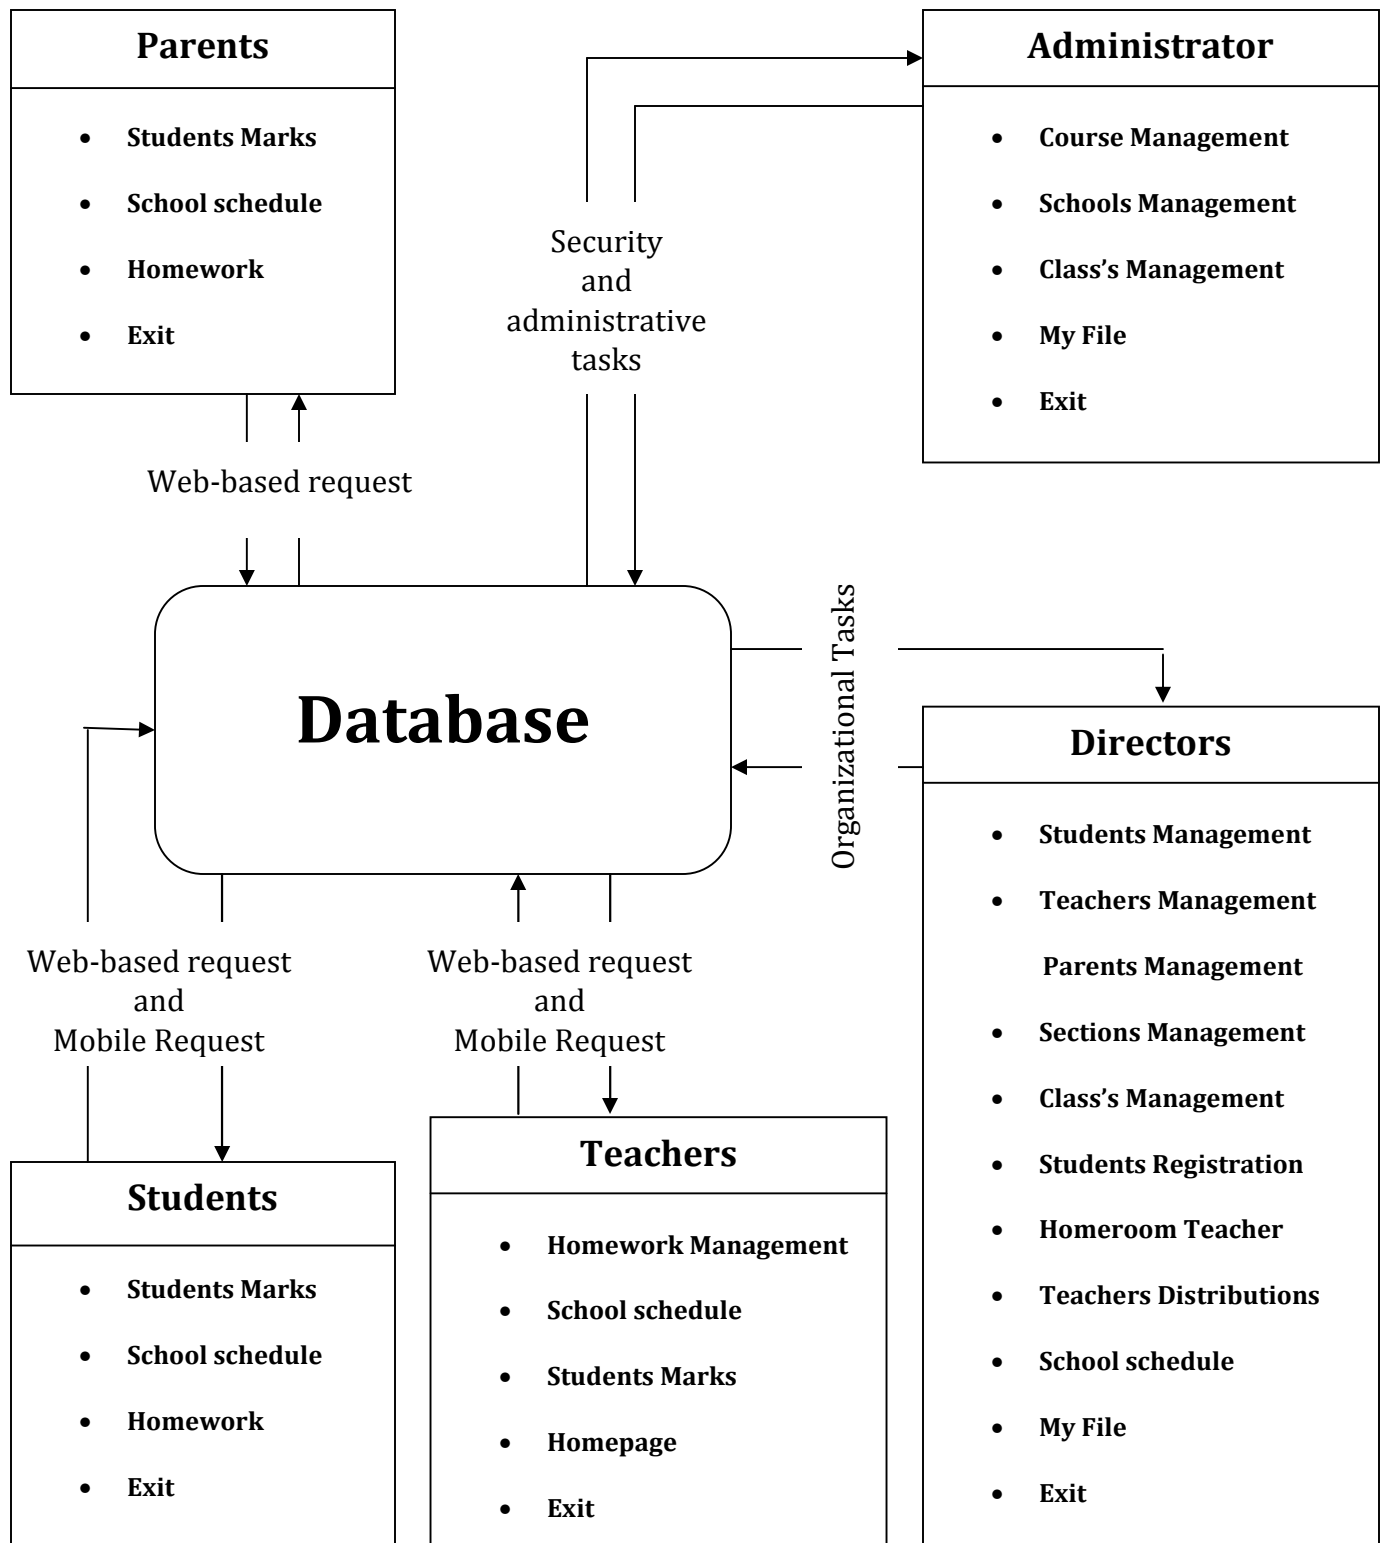 Parents
• Students Marks
• School schedule
• Homework
• Exit
Administrator
• Course Management
• Schools Management
• Class’s Management
• My File
• Exit
Security
and
administrative
tasks
Web-based request
Database
Organizational Tasks
Directors
• Students Management
• Teachers Management
Parents Management
• Sections Management
• Class’s Management
• Students Registration
• Homeroom Teacher
• Teachers Distributions
• School schedule
• My File
• Exit
Web-based request
and
Mobile Request
Web-based request
and
Mobile Request
Students
• Students Marks
• School schedule
• Homework
• Exit
Teachers
• Homework Management
• School schedule
• Students Marks
• Homepage
• Exit